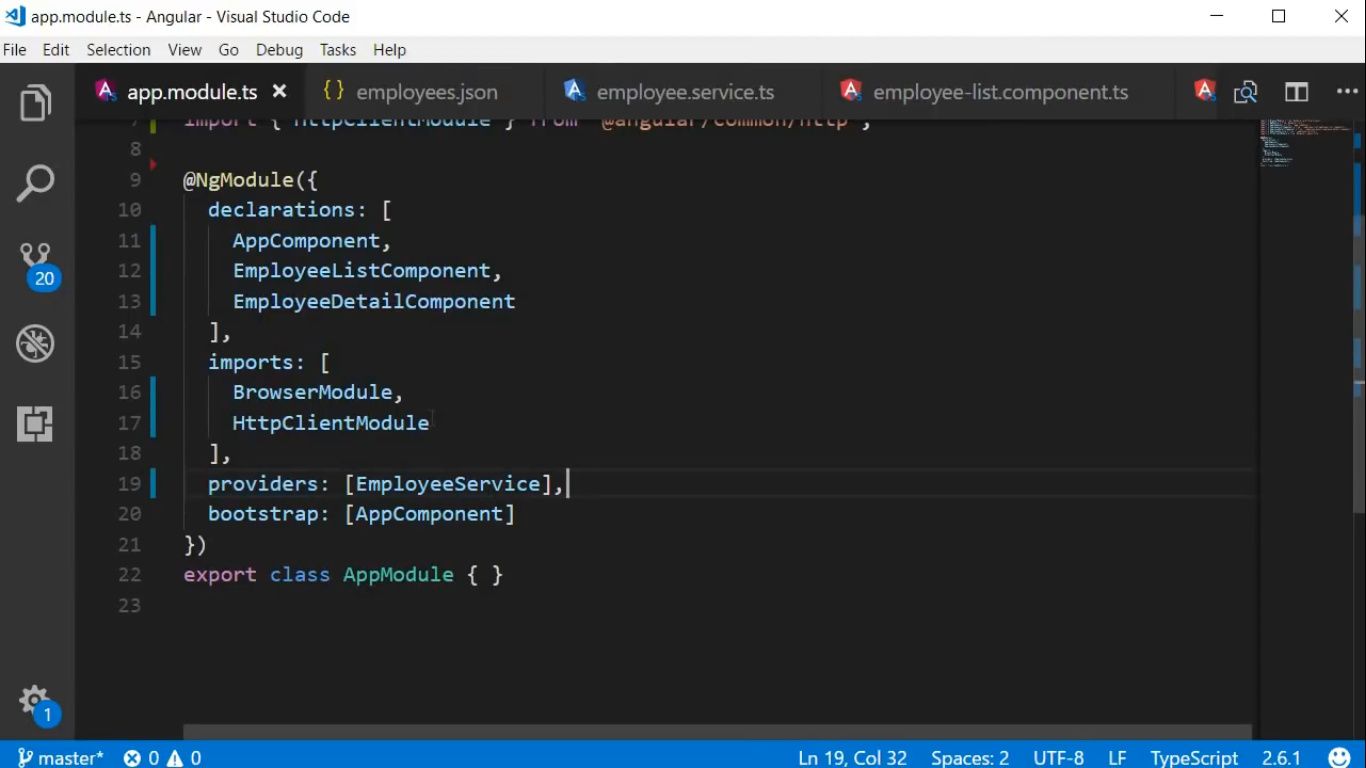 app.module.ts - Angular - Visual Studio Code
File Edit Selection View Go Debug Tasks Help
app.module.ts employees.json employee.service.ts employee-list.component.ts
7 import { HttpClientModule } from '@angular/common/http';
8
9 @NgModule({
10 declarations: [
11 AppComponent,
12 EmployeeListComponent,
13 EmployeeDetailComponent
14 ],
15 imports: [
16 BrowserModule,
17 HttpClientModule
18 ],
19 providers: [EmployeeService],
20 bootstrap: [AppComponent]
21 })
22 export class AppModule { }
23
20
1
master* 0 0 Ln 19, Col 32 Spaces: 2 UTF-8 LF TypeScript 2.6.1